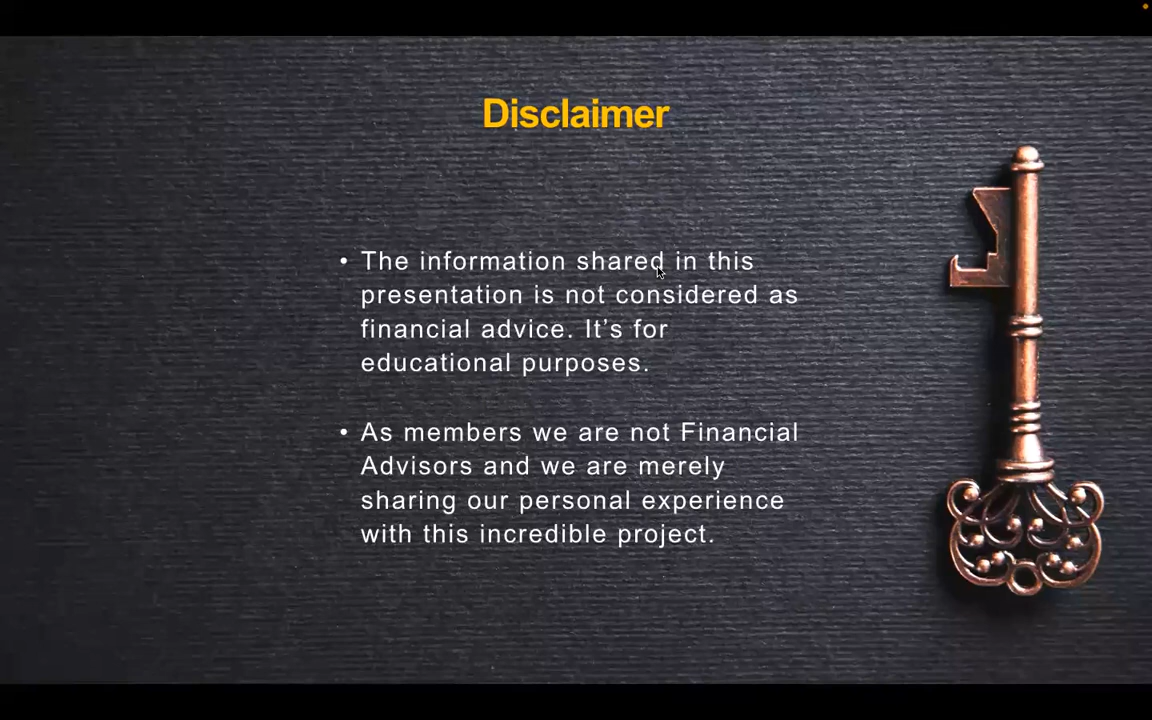 Disclaimer
• The information shared in this
presentation is not considered as
financial advice. It’s for
educational purposes.
• As members we are not Financial
Advisors and we are merely
sharing our personal experience
with this incredible project.